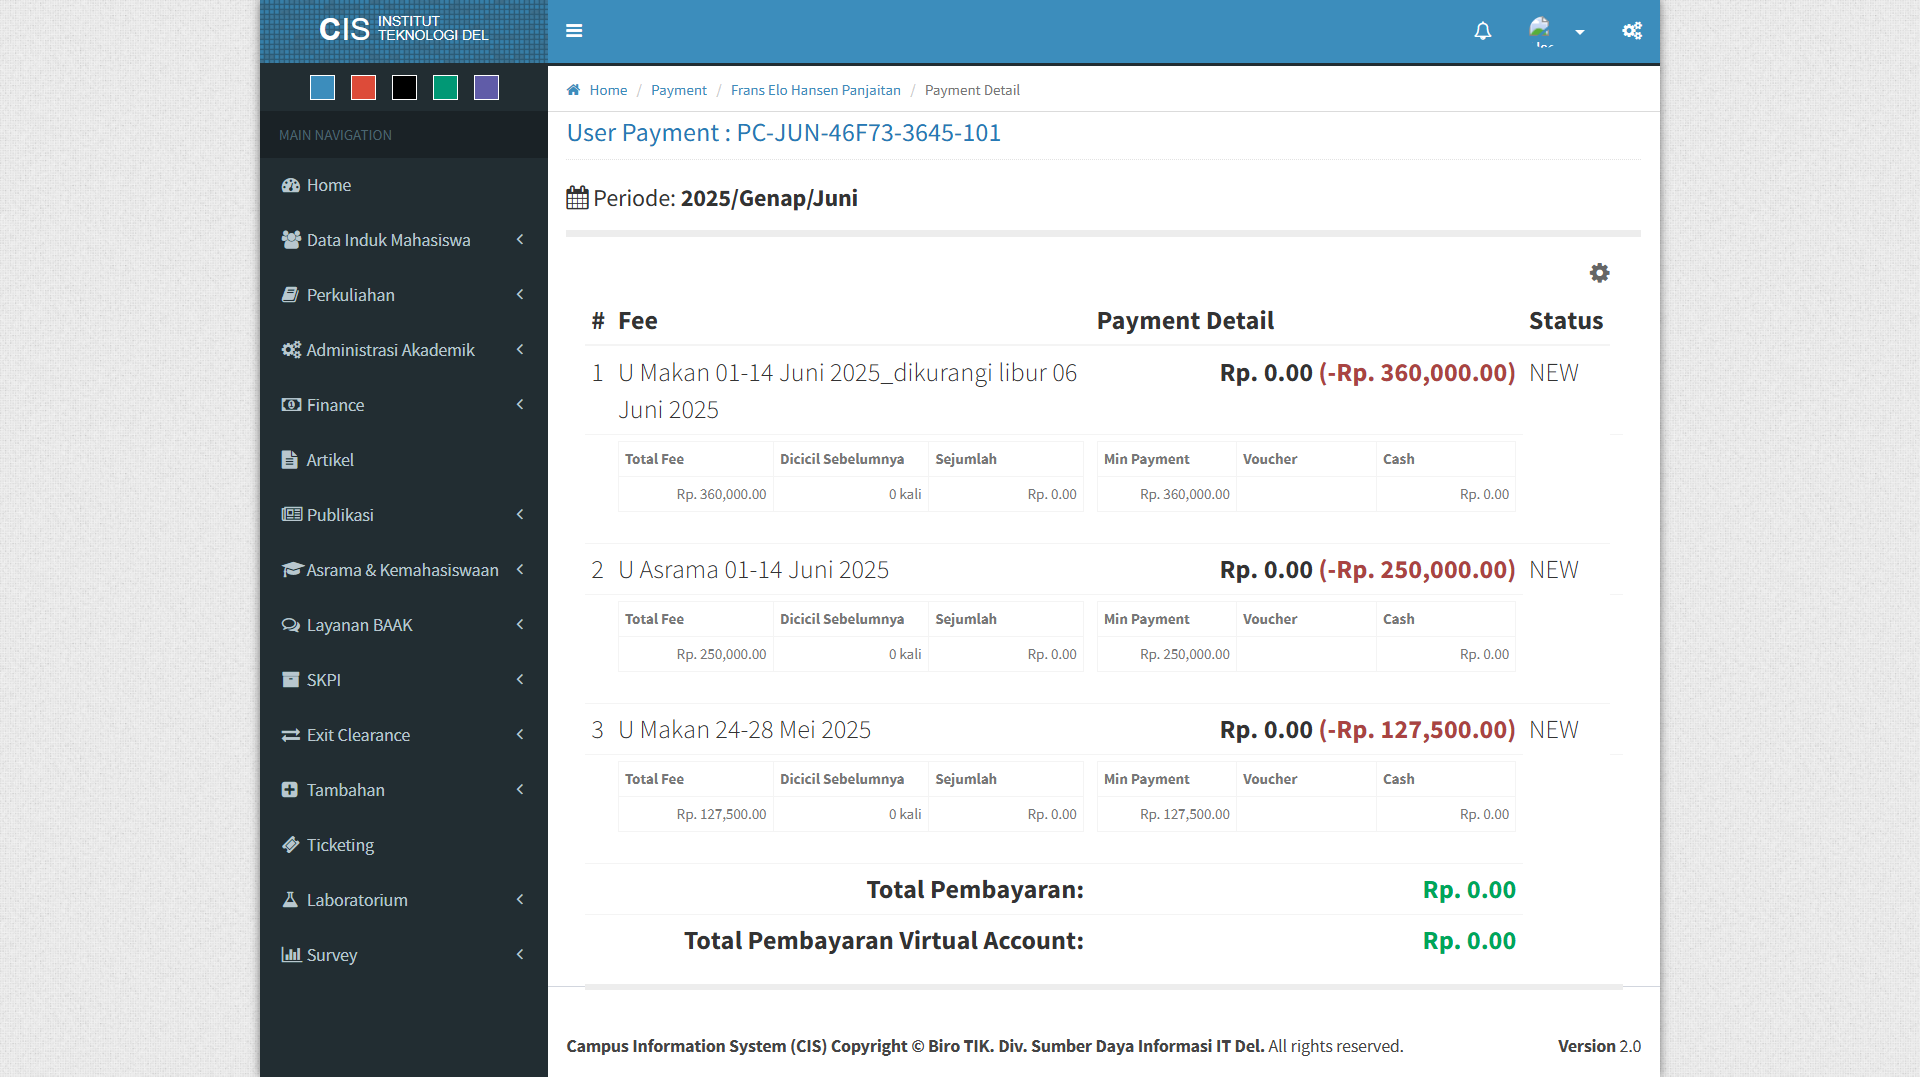 CIS INSTITUT
TEKNOLOGI DEL
MAIN NAVIGATION
Home
Data Induk Mahasiswa
Perkuliahan
Administrasi Akademik
Finance
Artikel
Publikasi
Asrama & Kemahasiswaan
Layanan BAAK
SKPI
Exit Clearance
Tambahan
Ticketing
Laboratorium
Survey
Home / Payment / Frans Elo Hansen Panjaitan / Payment Detail
User Payment : PC-JUN-46F73-3645-101
Periode: 2025/Genap/Juni
# Fee Payment Detail Status
1 U Makan 01-14 Juni 2025_dikurangi libur 06 Rp. 0.00 (-Rp. 360,000.00) NEW
Juni 2025
Total Fee Dicicil Sebelumnya Sejumlah Min Payment Voucher Cash
Rp. 360,000.00 0 kali Rp. 0.00 Rp. 360,000.00 Rp. 0.00
2 U Asrama 01-14 Juni 2025 Rp. 0.00 (-Rp. 250,000.00) NEW
Total Fee Dicicil Sebelumnya Sejumlah Min Payment Voucher Cash
Rp. 250,000.00 0 kali Rp. 0.00 Rp. 250,000.00 Rp. 0.00
3 U Makan 24-28 Mei 2025 Rp. 0.00 (-Rp. 127,500.00) NEW
Total Fee Dicicil Sebelumnya Sejumlah Min Payment Voucher Cash
Rp. 127,500.00 0 kali Rp. 0.00 Rp. 127,500.00 Rp. 0.00
Total Pembayaran: Rp. 0.00
Total Pembayaran Virtual Account: Rp. 0.00
Campus Information System (CIS) Copyright © Biro TIK. Div. Sumber Daya Informasi IT Del. All rights reserved. Version 2.0